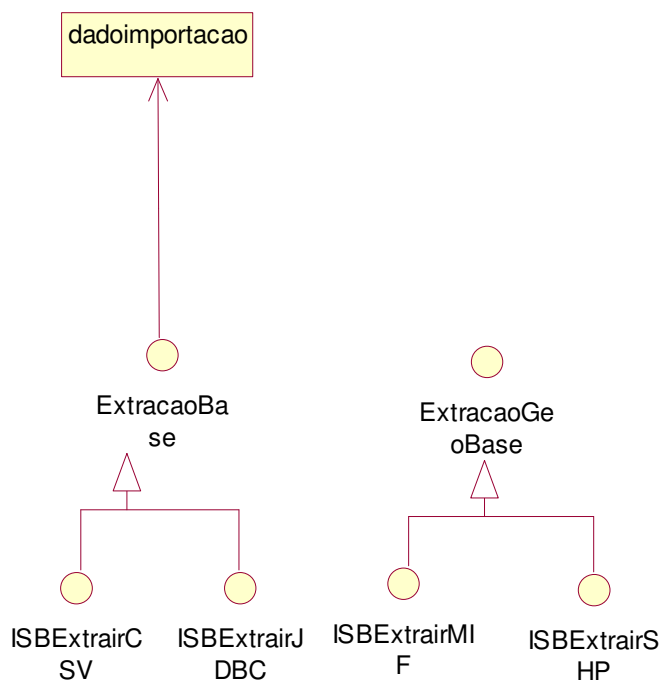 dadoimportacao
ExtracaoBa
se
ExtracaoGe
oBase
ISBExtrairC
SV
ISBExtrairJ
DBC
ISBExtrairMI
F
ISBExtrairS
HP